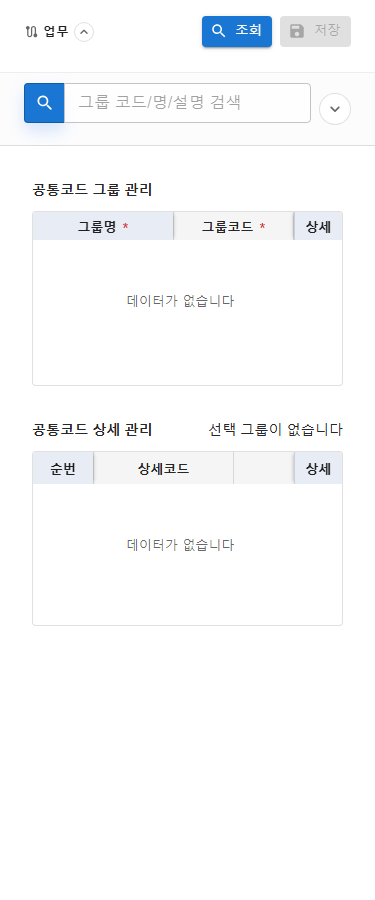 업무 조회 저장
그룹 코드/명/설명 검색
공통코드 그룹 관리
그룹명 * 그룹코드 * 상세
데이터가 없습니다
공통코드 상세 관리 선택 그룹이 없습니다
순번 상세코드 상세
데이터가 없습니다